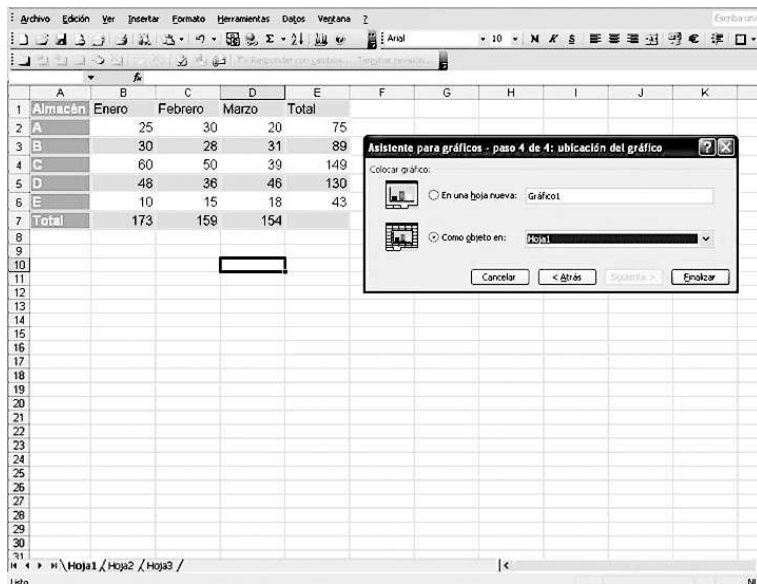 Archivo Edición Ver Insertar Formato Herramientas Datos Ventana ?
Escriba una
Arial 10 N K S €
fx
A B C D E F G H I J K
1 Almacén Enero Febrero Marzo Total
2 A 25 30 20 75
3 B 30 28 31 89
4 C 60 50 39 149
5 D 48 36 46 130
6 E 10 15 18 43
7 Total 173 159 154
8
9
10
11
12
13
14
15
16
17
18
19
20
21
22
23
24
25
26
27
28
29
30
31
Asistente para gráficos - paso 4 de 4: ubicación del gráfico
Colocar gráfico:
En una hoja nueva: Gráfico1
Como objeto en: Hoja1
Cancelar < Atrás Siguiente > Finalizar
Hoja1 / Hoja2 / Hoja3 /
Listo